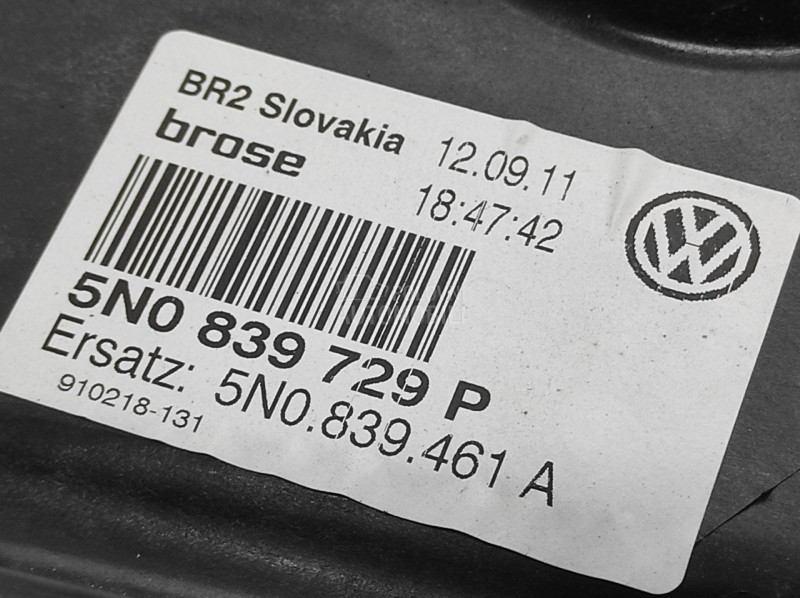 BR2 Slovakia 12.09.11
brose 18:47:42
5N0 839 729 P
Ersatz: 5N0.839.461 A
910218-131